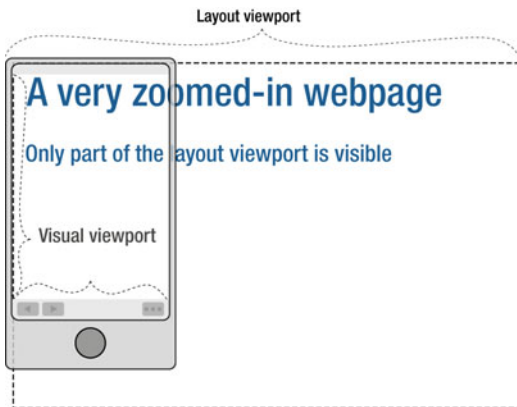 Layout viewport
A very zoomed-in webpage
Only part of the layout viewport is visible
Visual viewport